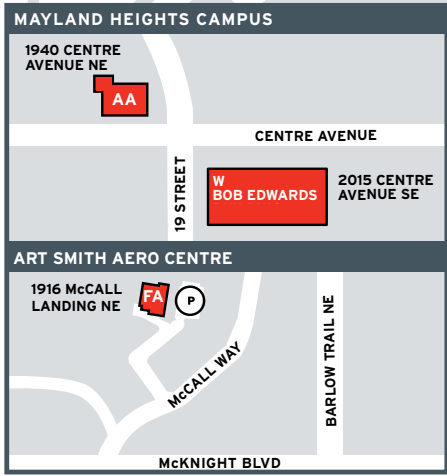 MAYLAND HEIGHTS CAMPUS
1940 CENTRE
AVENUE NE
AA
CENTRE AVENUE
19 STREET
W
BOB EDWARDS
2015 CENTRE
AVENUE SE
ART SMITH AERO CENTRE
1916 McCALL
LANDING NE
FA
P
McCALL WAY
BARLOW TRAIL NE
McKNIGHT BLVD